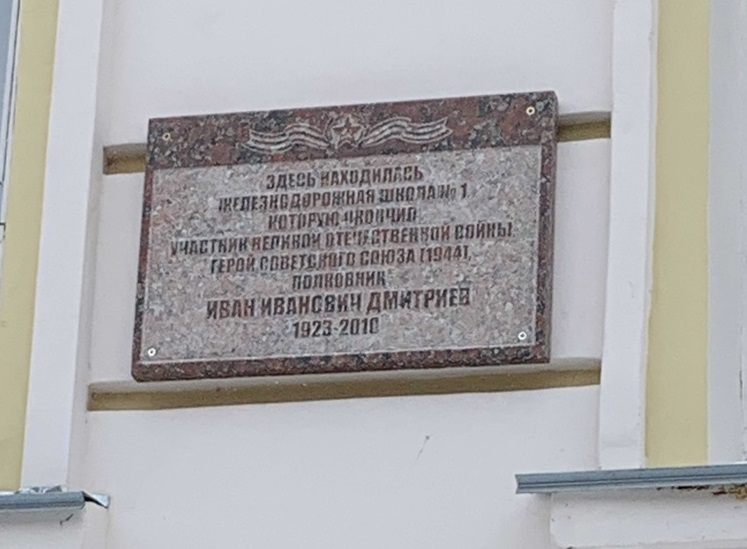 ЗДЕСЬ НАХОДИЛАСЬ
ЖЕЛЕЗНОДОРОЖНАЯ ШКОЛА № 1
КОТОРУЮ ОКОНЧИЛ
УЧАСТНИК ВЕЛИКОЙ ОТЕЧЕСТВЕННОЙ ВОЙНЫ
ГЕРОЙ СОВЕТСКОГО СОЮЗА (1944),
ПОЛКОВНИК
ИВАН ИВАНОВИЧ ДМИТРИЕВ
1923-2010